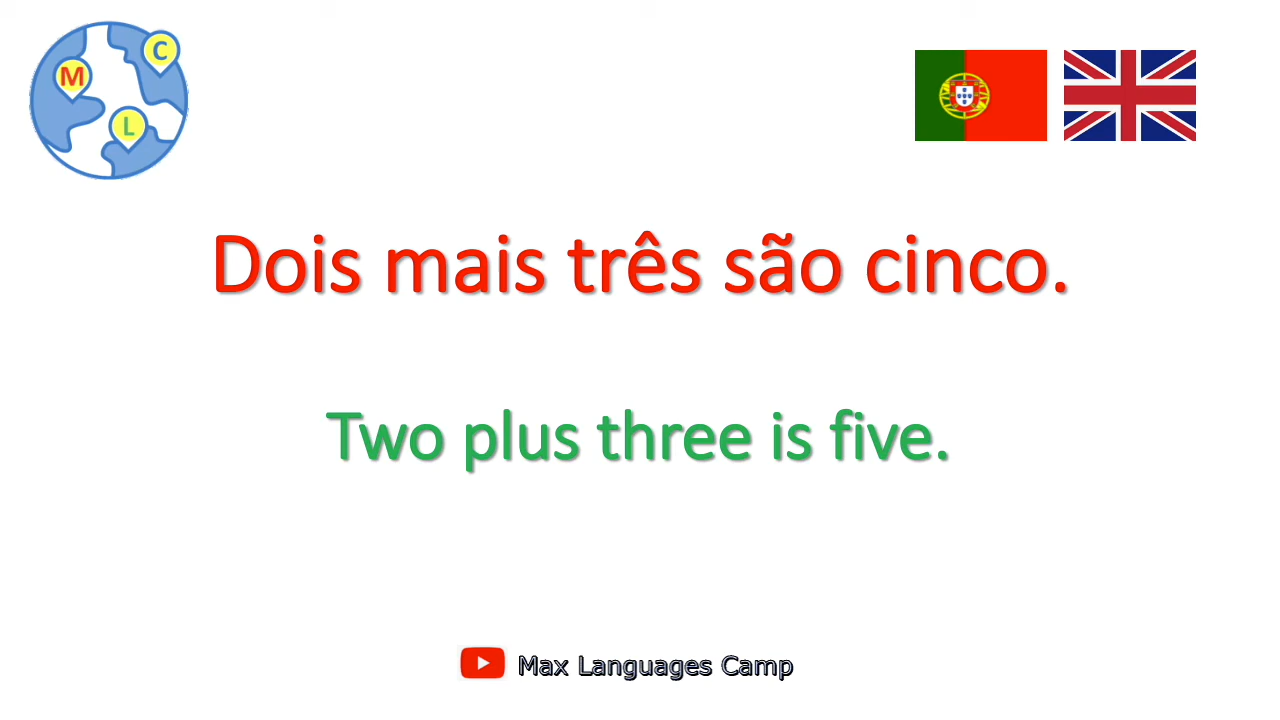 C
M
L
Dois mais três são cinco.
Two plus three is five.
Max Languages Camp